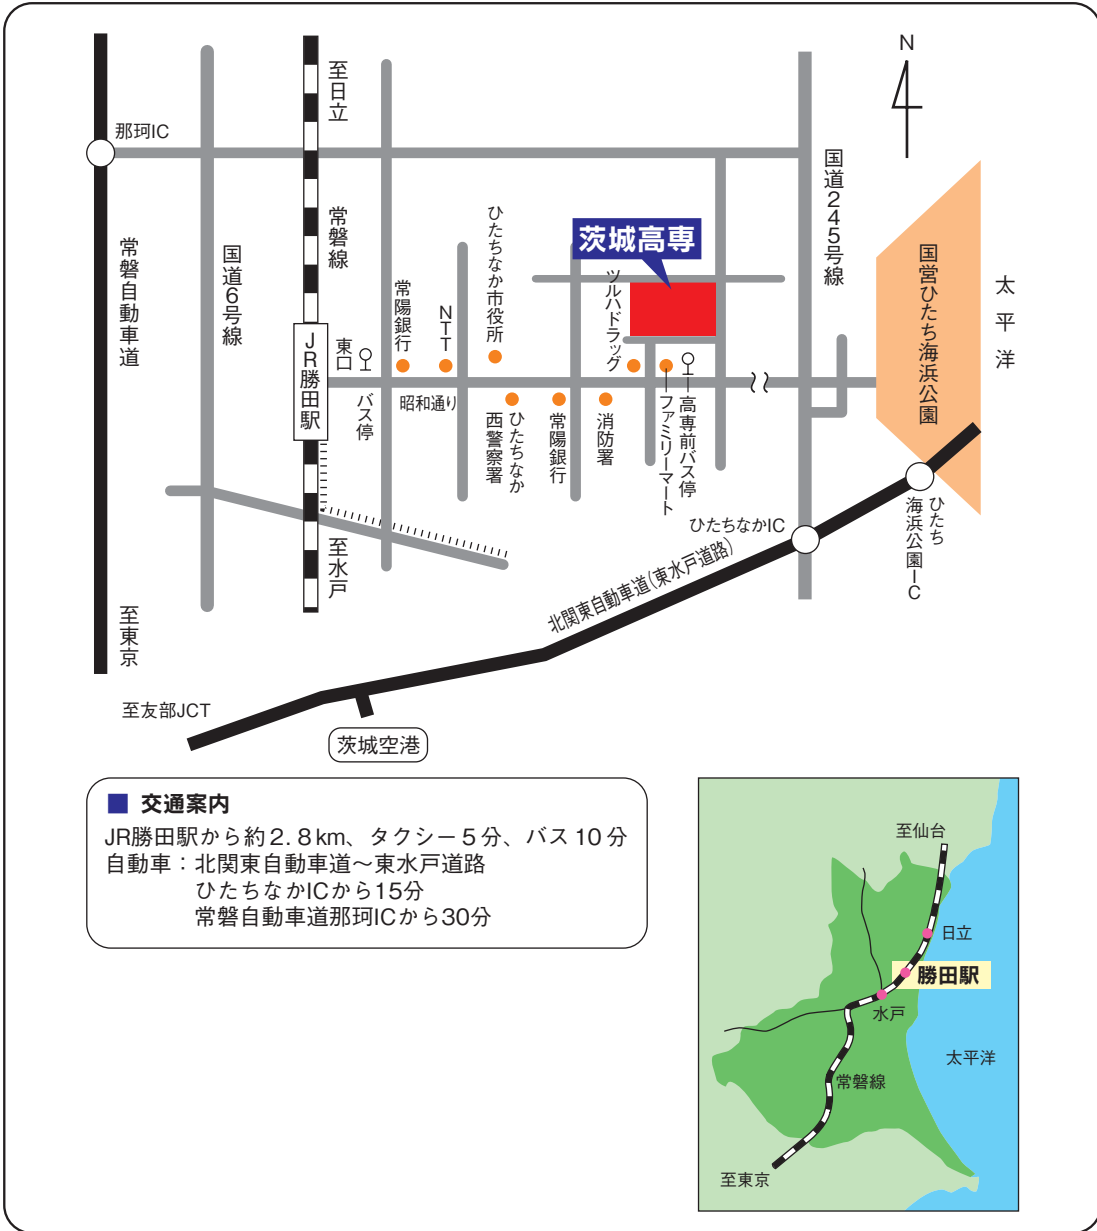 N
至日立
那珂IC
国道245号線
ひたちなか市役所
常磐線
茨城高専
常磐自動車道
国道6号線
国営ひたち海浜公園
太平洋
ツルハドラッグ
常陽銀行
NTT
JR勝田駅
東口
バス停
昭和通り
ひたちなか
西警察署
常陽銀行
消防署
ファミリーマート
高専前バス停
ひたち
海浜公園IC
ひたちなかIC
至水戸
北関東自動車道(東水戸道路)
至東京
至友部JCT
茨城空港
■ 交通案内
JR勝田駅から約2.8km、タクシー5分、バス10分
自動車:北関東自動車道〜東水戸道路
ひたちなかICから15分
常磐自動車道那珂ICから30分
至仙台
日立
勝田駅
水戸
太平洋
常磐線
至東京